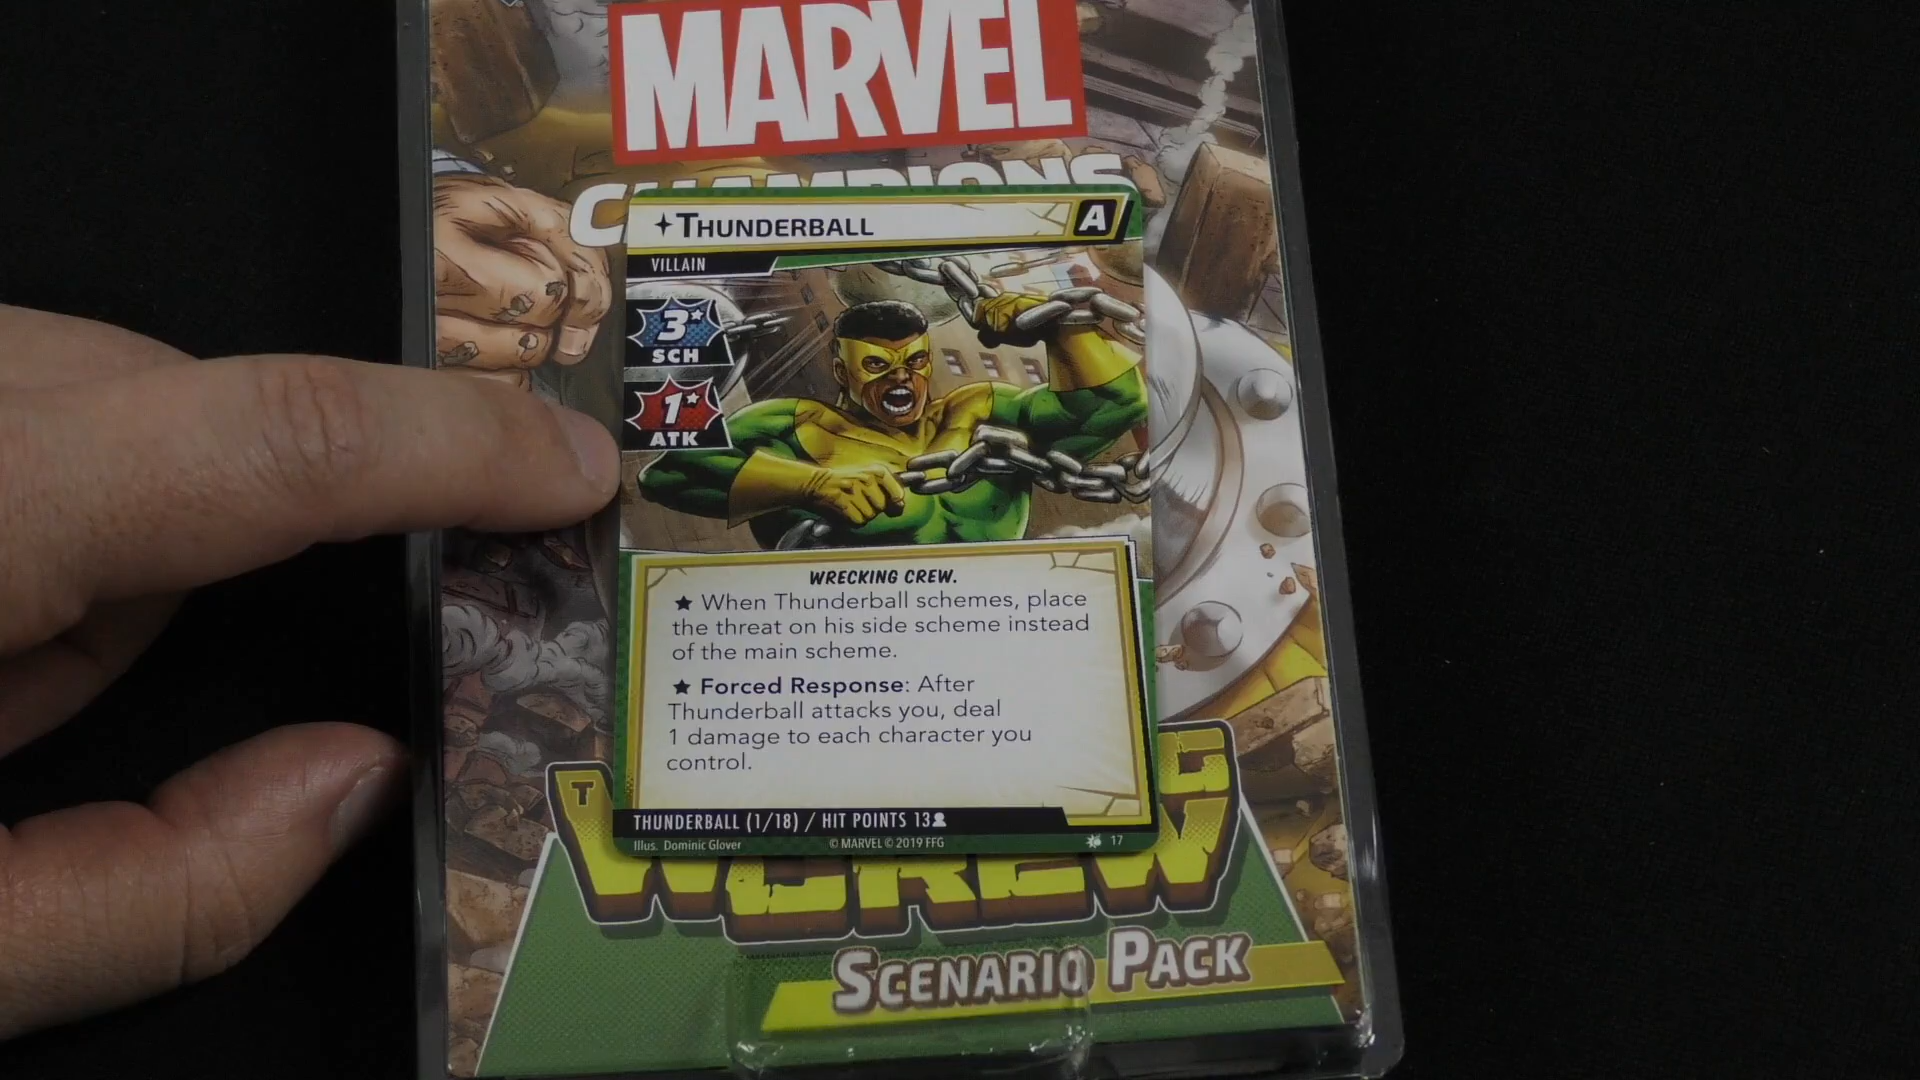 MARVEL
CHAMPIONS
THUNDERBALL
A
VILLAIN
3
SCH
1
ATK
WRECKING CREW.
★ When Thunderball schemes, place
the threat on his side scheme instead
of the main scheme.
★ Forced Response: After
Thunderball attacks you, deal
1 damage to each character you
control.
THUNDERBALL (1/18) / HIT POINTS 13
Illus. Dominic Glover
© MARVEL © 2019 FFG
17
CREW
SCENARIO PACK